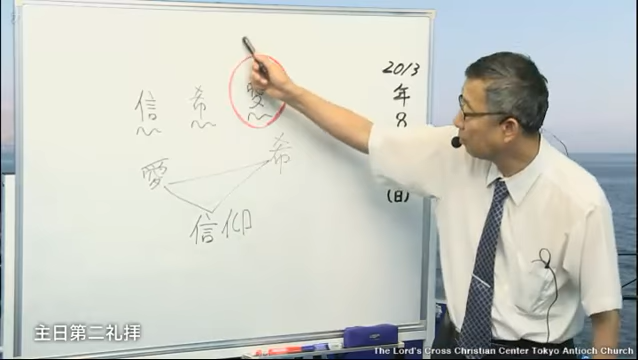 2013
年
8
(日)
信 希 愛
愛 希
信仰
主日第二礼拝
The Lord's Cross Christian Center Tokyo Antioch Church